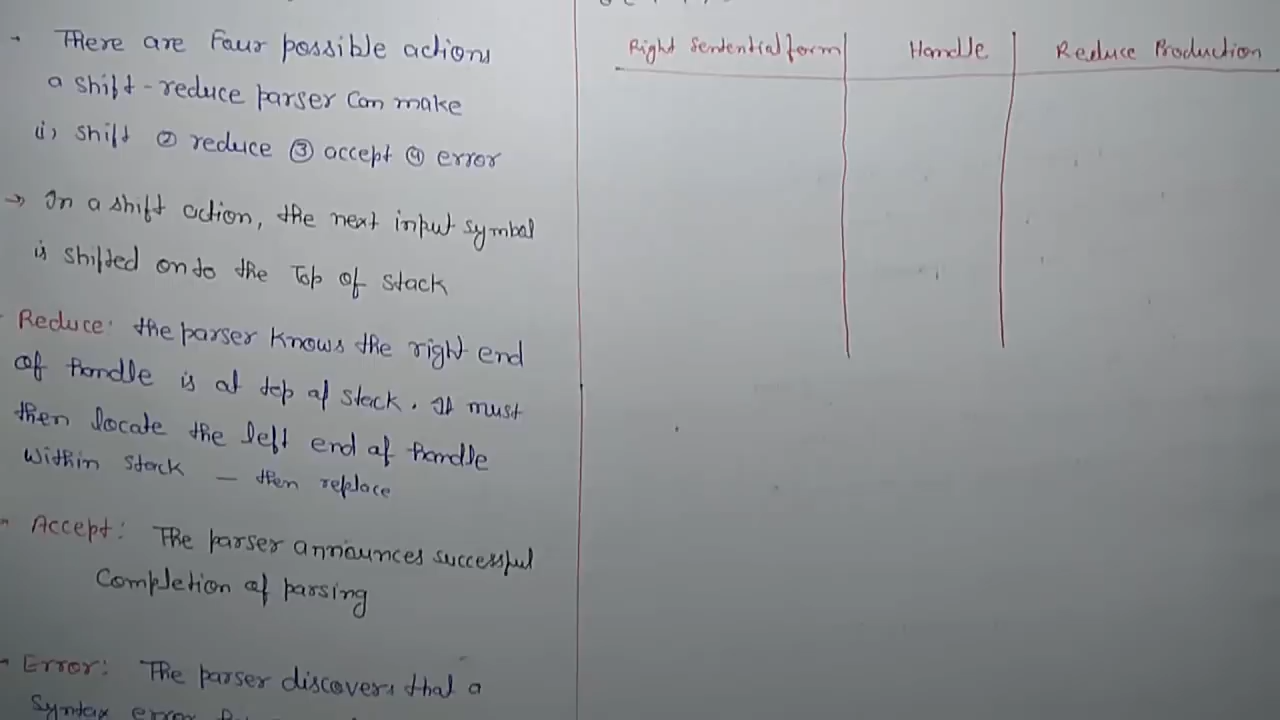 - There are Four possible actions
a shift-reduce parser Can make
(i) shift ② reduce ③ accept ④ error
→ In a shift action, the next input symbol
is shifted on to the Top of stack
- Reduce: the parser knows the right end
of handle is at top of stack. It must
then locate the left end of handle
within stack — then replace
- Accept: The parser announces successful
Completion of parsing
- Error: The parser discovers that a
syntax error
Right Sentential form Handle Reduce Production